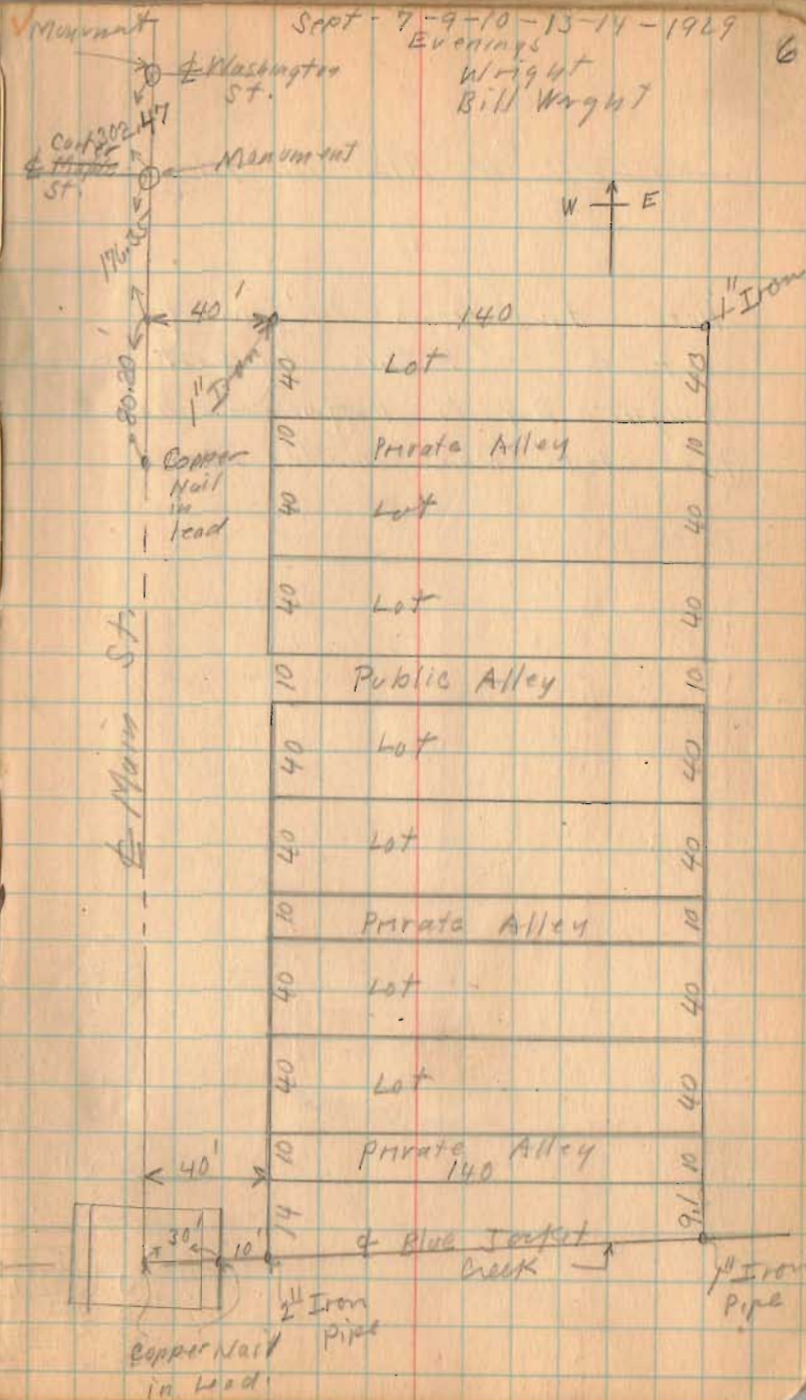 Sept - 7-9-10-13-14-1929
6
Monument
Evenings
℄ Washington
St.
Wright
Bill Wright
302.47
Carter
℄ Maple
St.
Monument
W E
40'
140
1" Iron
1" Iron
80.20'
40 Lot 40
10 Private Alley 10
Copper
Nail
in
lead
40 Lot 40
40 Lot 40
10 Public Alley 10
℄ Main St.
40 Lot 40
40 Lot 40
10 Private Alley 10
40 Lot 40
40 Lot 40
10 Private Alley 10
40'
140
14 9.1
30' 10'
℄ Blue Jacket
Creek
2" Iron
Pipe
1" Iron
Pipe
Copper Nail
in Lead.